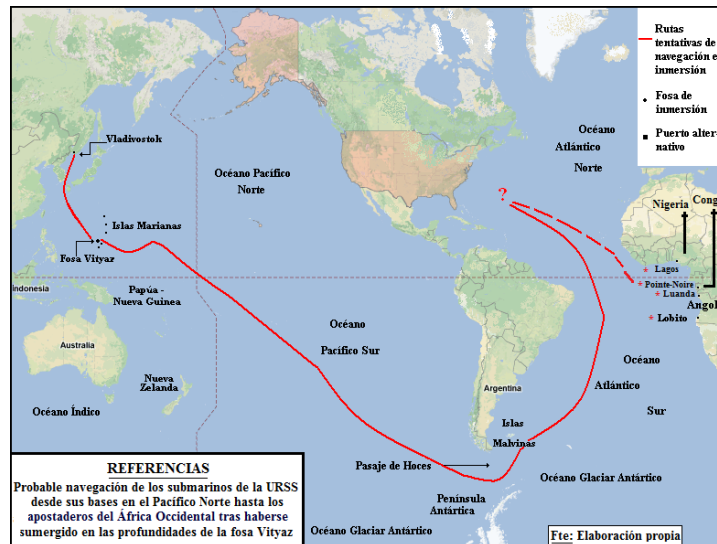 Rutas
tentativas de
navegación e
inmersión
Fosa de
inmersión
Puerto alter-
nativo
Vladivostok
Océano Pacífico
Norte
Océano
Atlántico
Norte
?
Nigeria
Cong
Islas Marianas
Fosa Vityaz
Lagos
Pointe-Noire
Luanda
Angol
Lobito
Indonesia
Papúa -
Nueva Guinea
Océano
Pacífico Sur
Australia
Nueva
Zelanda
Océano
Atlántico
Sur
Argentina
Océano Índico
Islas
Malvinas
Pasaje de Hoces
Océano Glaciar Antártico
Península
Antártica
Océano Glaciar Antártico
REFERENCIAS
Probable navegación de los submarinos de la URSS
desde sus bases en el Pacífico Norte hasta los
apostaderos del África Occidental tras haberse
sumergido en las profundidades de la fosa Vityaz
Fte: Elaboración propia